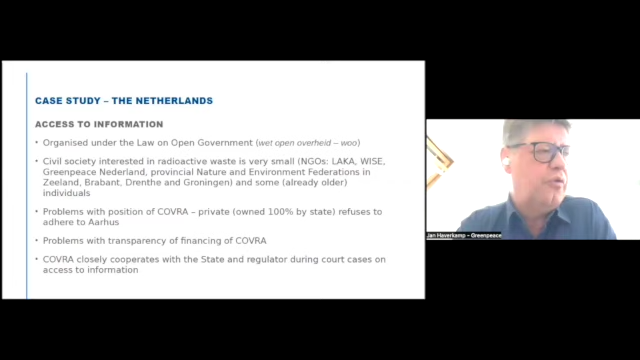 CASE STUDY – THE NETHERLANDS
ACCESS TO INFORMATION
• Organised under the Law on Open Government (wet open overheid – woo)
• Civil society interested in radioactive waste is very small (NGOs: LAKA, WISE,
Greenpeace Nederland, provincial Nature and Environment Federations in
Zeeland, Brabant, Drenthe and Groningen) and some (already older)
individuals
• Problems with position of COVRA – private (owned 100% by state) refuses to
adhere to Aarhus
• Problems with transparency of financing of COVRA
• COVRA closely cooperates with the State and regulator during court cases on
access to information
Jan Haverkamp – Greenpeace